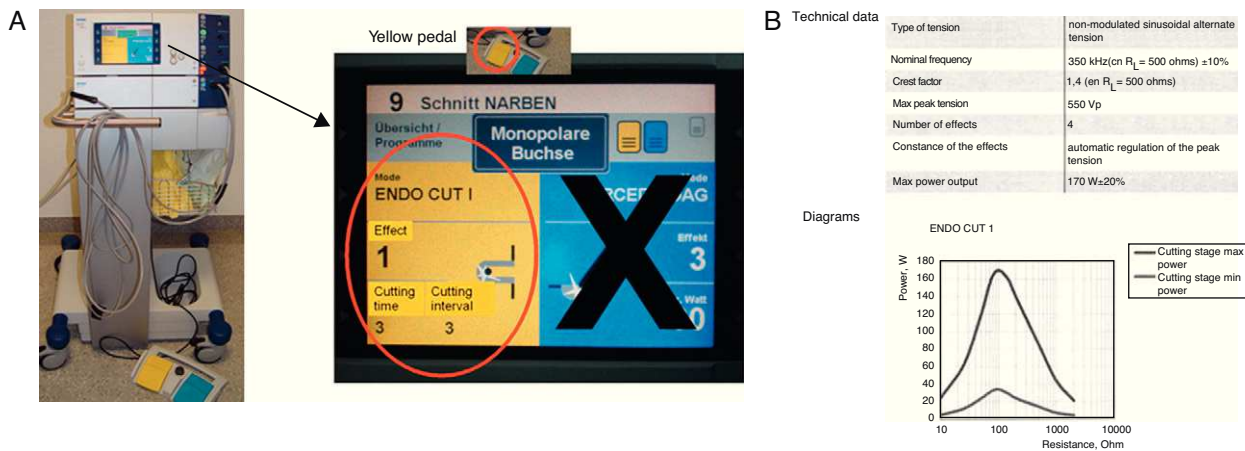 A
Yellow pedal
9 Schnitt NARBEN
Übersicht /
Programme
Monopolare
Buchse
Mode
ENDO CUT I
Effect
1
Cutting
time
3
Cutting
interval
3
Effekt
3
Watt
B
Technical data
Type of tension
non-modulated sinusoidal alternate
tension
Nominal frequency
350 kHz(cn RL= 500 ohms) ±10%
Crest factor
1,4 (en RL= 500 ohms)
Max peak tension
550 Vp
Number of effects
4
Constance of the effects
automatic regulation of the peak
tension
Max power output
170 W±20%
Diagrams
ENDO CUT 1
Cutting stage max
power
Cutting stage min
power
Power, W
180
160
140
120
100
80
60
40
20
0
10
100
1000
10000
Resistance, Ohm